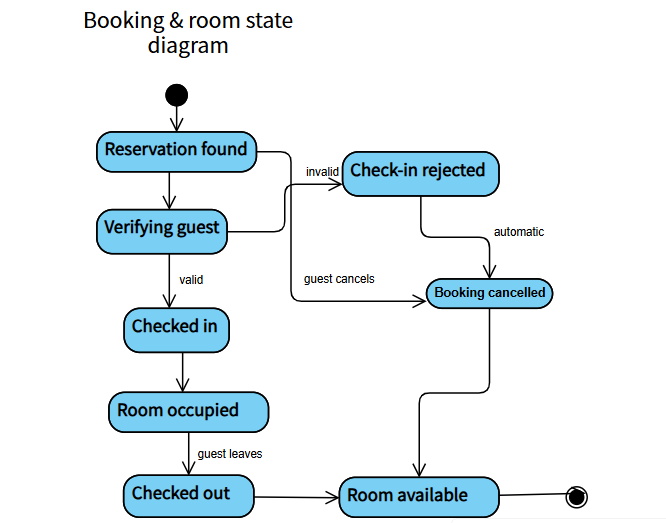 Booking & room state
diagram
Reservation found
invalid
Check-in rejected
Verifying guest
automatic
valid
guest cancels
Booking cancelled
Checked in
Room occupied
guest leaves
Checked out
Room available